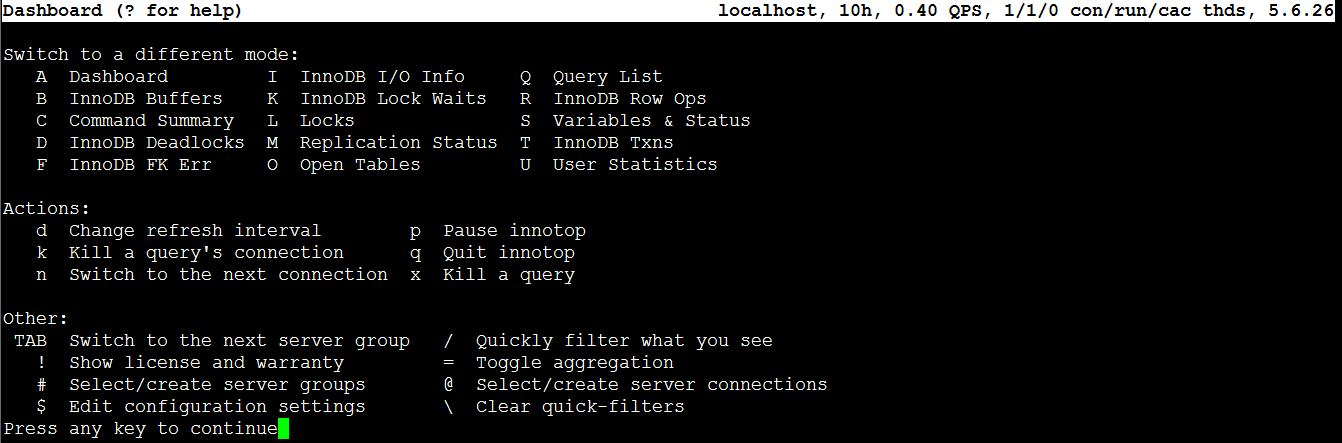 Dashboard (? for help) localhost, 10h, 0.40 QPS, 1/1/0 con/run/cac thds, 5.6.26
Switch to a different mode:
A Dashboard I InnoDB I/O Info Q Query List
B InnoDB Buffers K InnoDB Lock Waits R InnoDB Row Ops
C Command Summary L Locks S Variables & Status
D InnoDB Deadlocks M Replication Status T InnoDB Txns
F InnoDB FK Err O Open Tables U User Statistics
Actions:
d Change refresh interval p Pause innotop
k Kill a query's connection q Quit innotop
n Switch to the next connection x Kill a query
Other:
TAB Switch to the next server group / Quickly filter what you see
! Show license and warranty = Toggle aggregation
# Select/create server groups @ Select/create server connections
$ Edit configuration settings \ Clear quick-filters
Press any key to continue